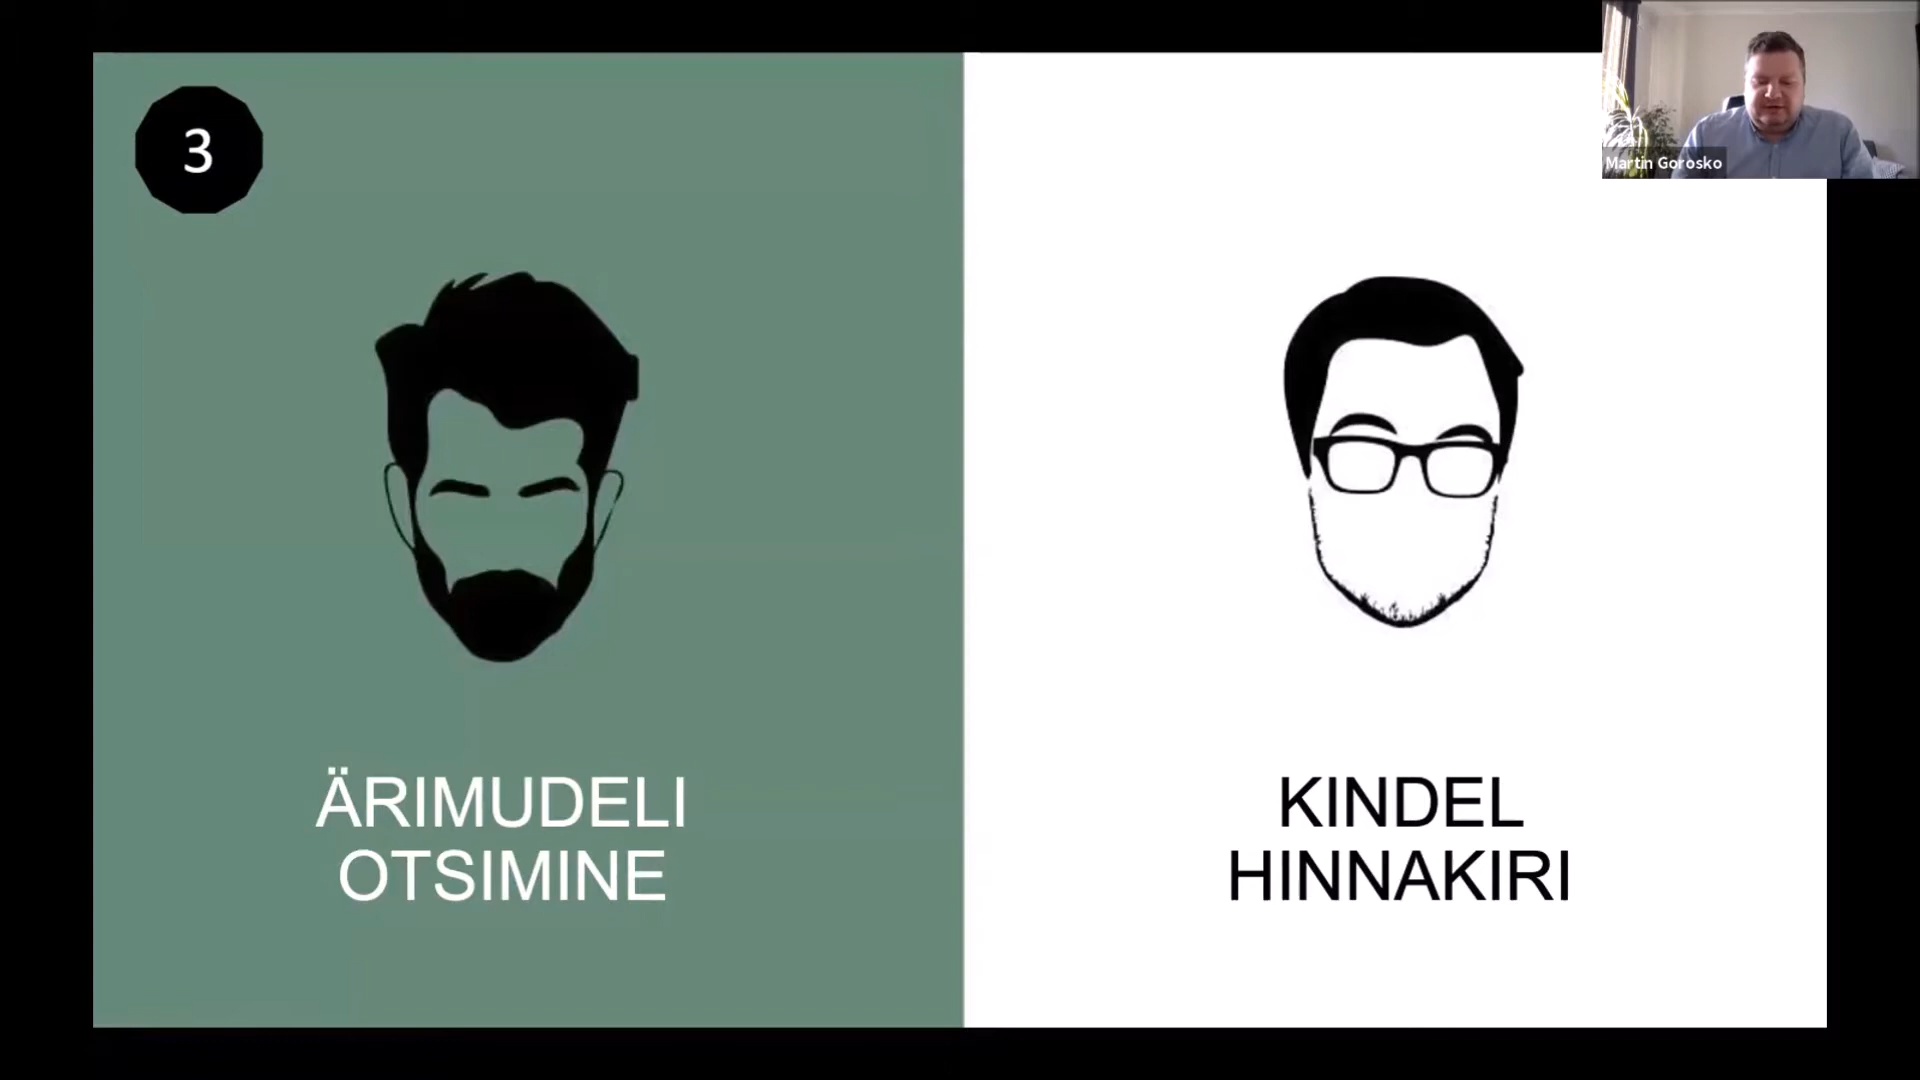 3
ÄRIMUDELI
OTSIMINE
KINDEL
HINNAKIRI
Martin Gorosko